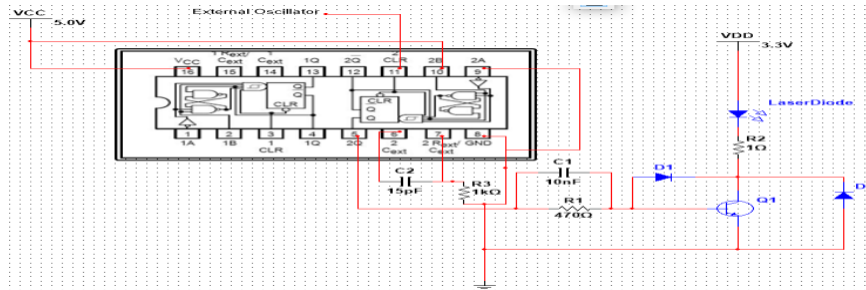 External Oscillator
VCC
5.0V
VDD
3.3V
VCC
1 Rext/
Cext
1
Cext
1Q
2Q
2
CLR
2B
2A
16
15
14
13
12
11
10
9
Q
Q
CLR
CLR
Q
Q
1
2
3
4
5
6
7
8
1A
1B
1
CLR
1Q
2Q
2
Cext
2 Rext/
Cext
GND
LaserDiode
R2
1Ω
C2
15pF
R3
1kΩ
C1
10nF
R1
470Ω
D1
D
Q1